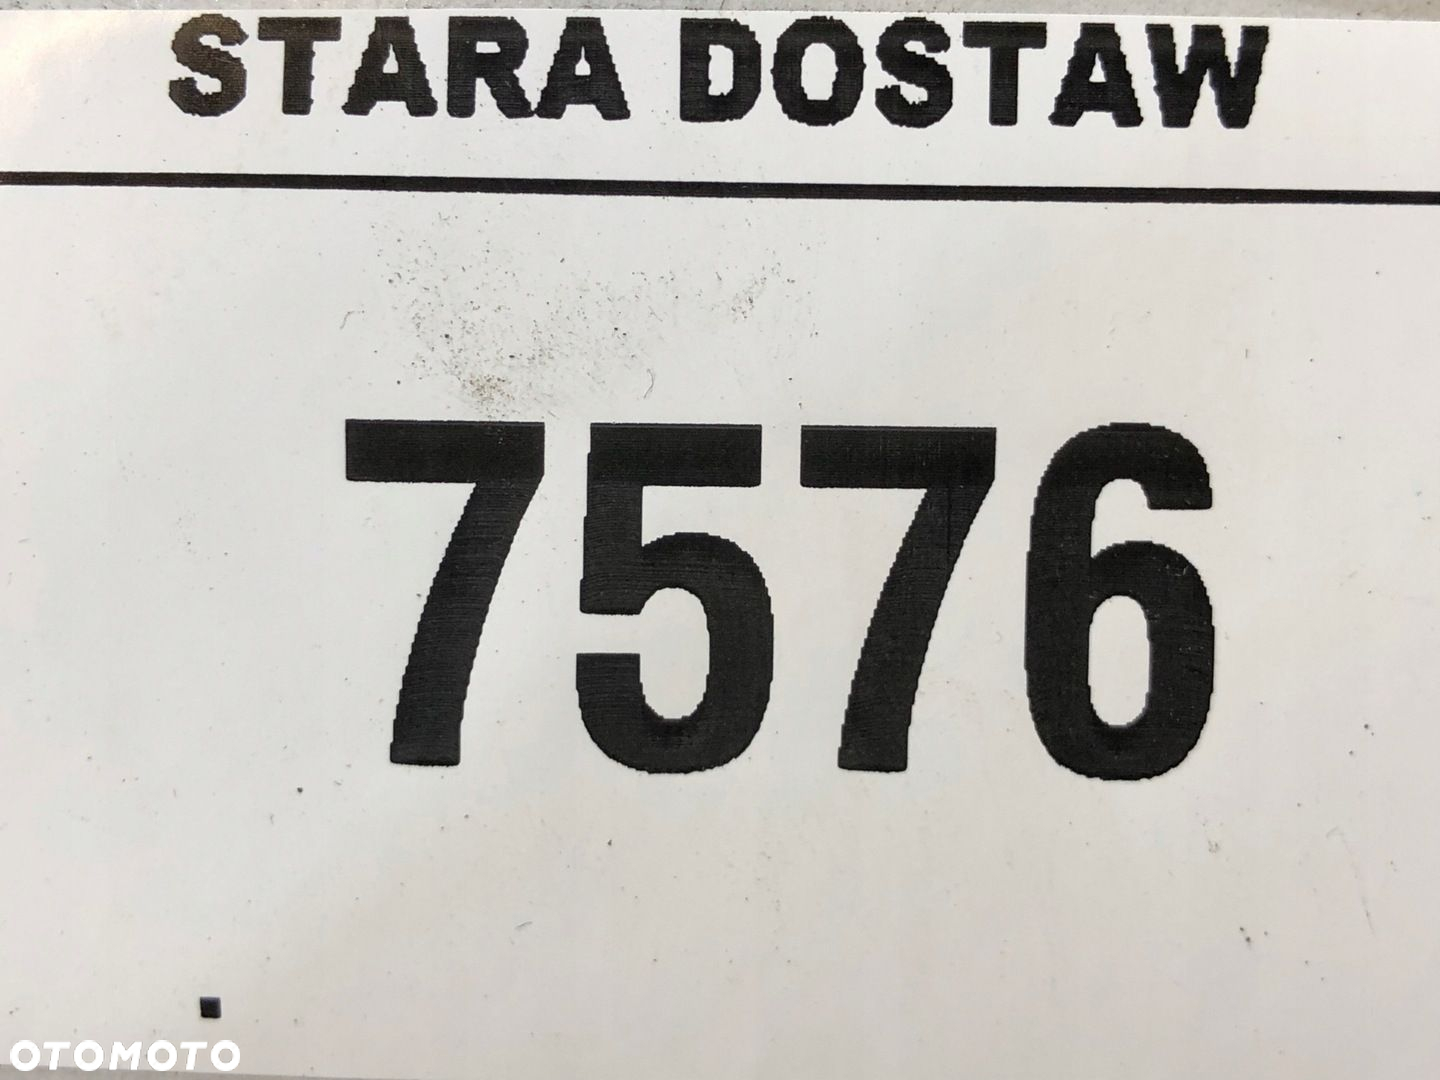 STARA DOSTAW
7576
.
OTOMOTO